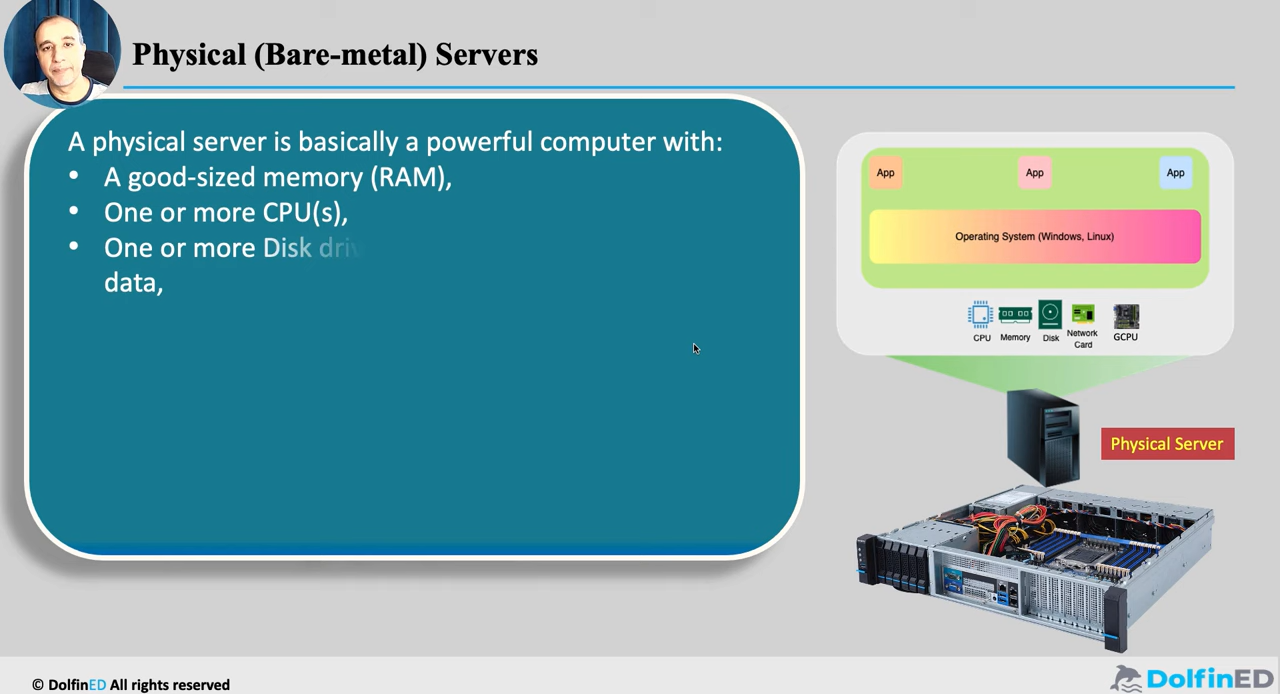 Physical (Bare-metal) Servers
A physical server is basically a powerful computer with:
• A good-sized memory (RAM),
• One or more CPU(s),
• One or more Disk driv
data,
App
App
App
Operating System (Windows, Linux)
CPU
Memory
Disk
Network
Card
GCPU
Physical Server
© DolfinED All rights reserved
DolfinED